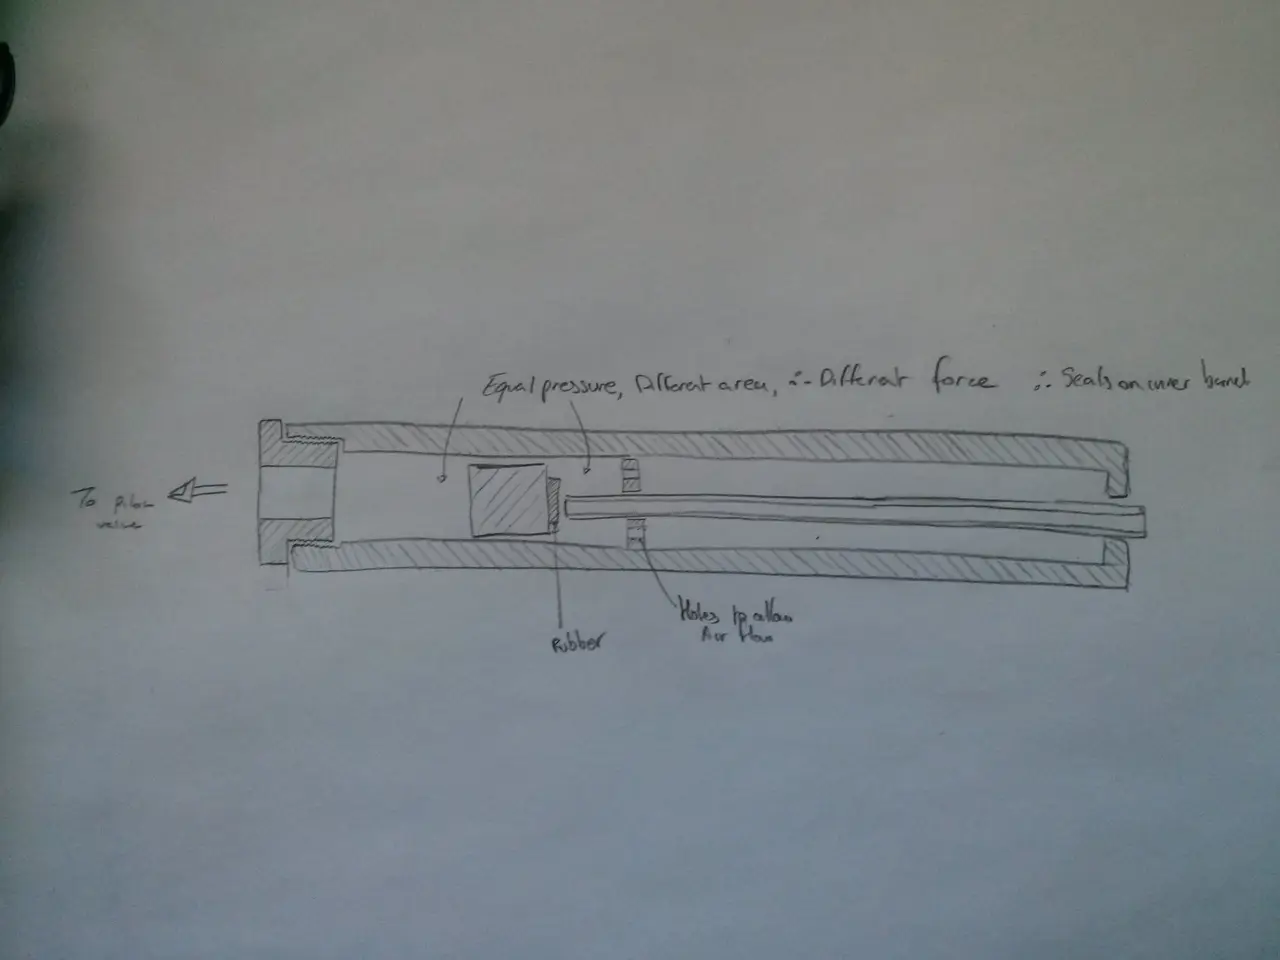 Equal pressure, Different area, ∴ Different force ∴ Seals on inner barrel
To pilot
valve
Holes to allow
Air flow
Rubber